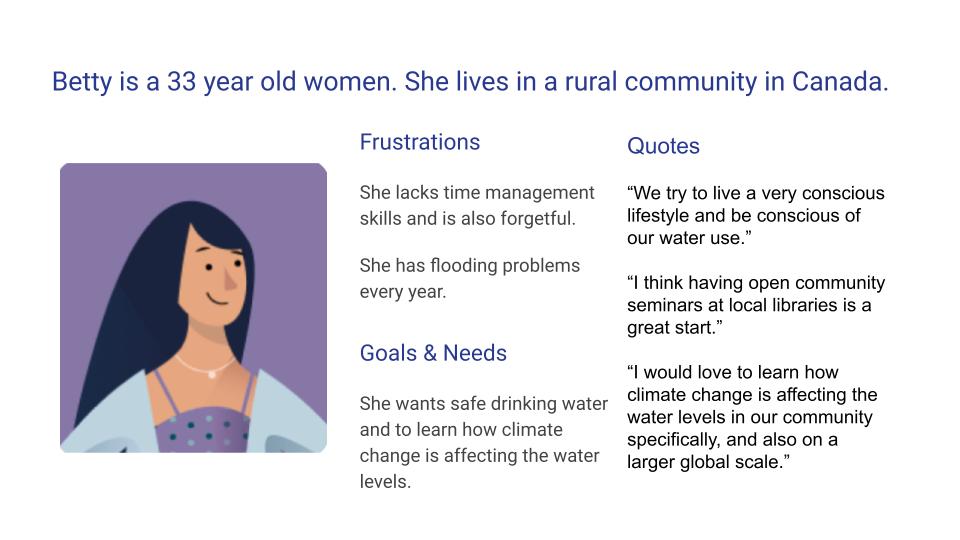 Betty is a 33 year old women. She lives in a rural community in Canada.
Frustrations
She lacks time management
skills and is also forgetful.
She has flooding problems
every year.
Goals & Needs
She wants safe drinking water
and to learn how climate
change is affecting the water
levels.
Quotes
“We try to live a very conscious
lifestyle and be conscious of
our water use.”
“I think having open community
seminars at local libraries is a
great start.”
“I would love to learn how
climate change is affecting the
water levels in our community
specifically, and also on a
larger global scale.”